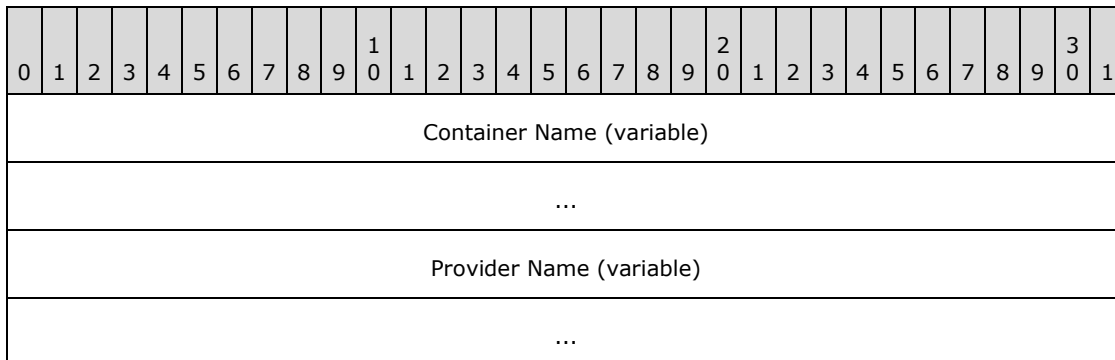 1 2 3
0 1 2 3 4 5 6 7 8 9 0 1 2 3 4 5 6 7 8 9 0 1 2 3 4 5 6 7 8 9 0 1
Container Name (variable)
...
Provider Name (variable)
...